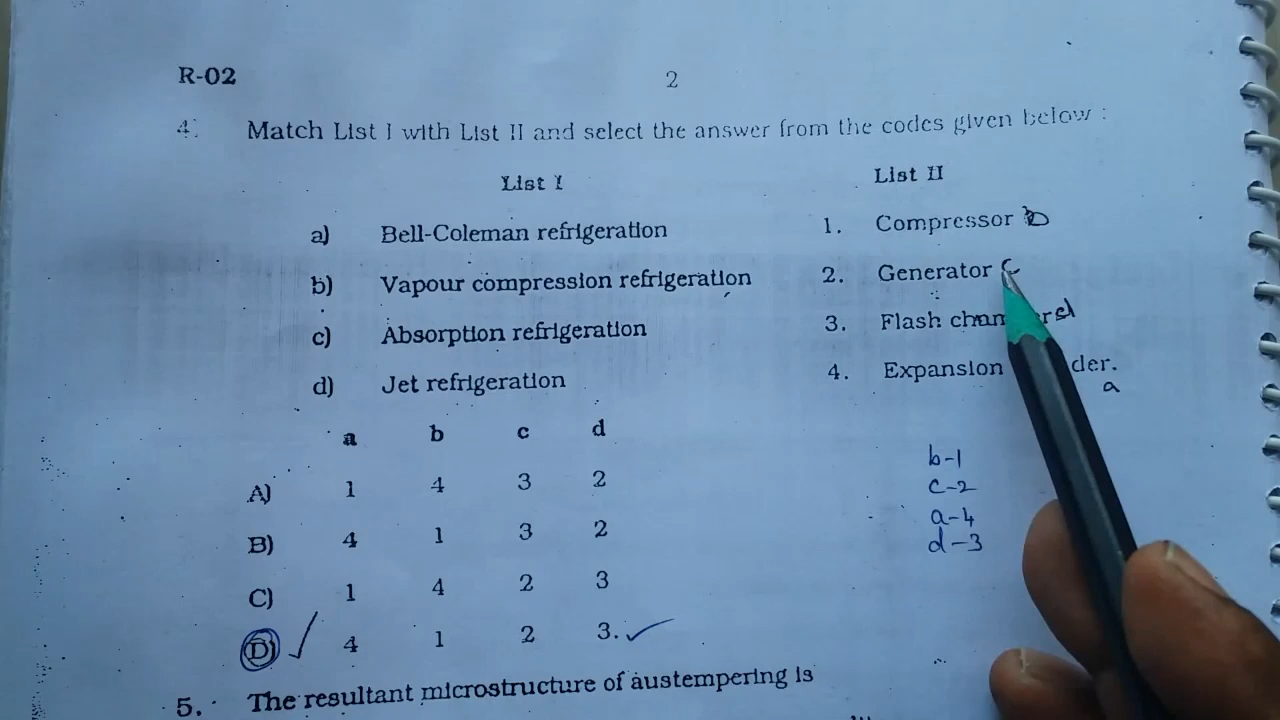 R-02
2
4. Match List I with List II and select the answer from the codes given below :
List I List II
a) Bell-Coleman refrigeration 1. Compressor b
b) Vapour compression refrigeration 2. Generator c
c) Absorption refrigeration 3. Flash d
d) Jet refrigeration 4. Expansion
a
a b c d
A) 1 4 3 2
B) 4 1 3 2
C) 1 4 2 3
D) 4 1 2 3.
b-1
c-2
a-4
d-3
5. The resultant microstructure of austempering is